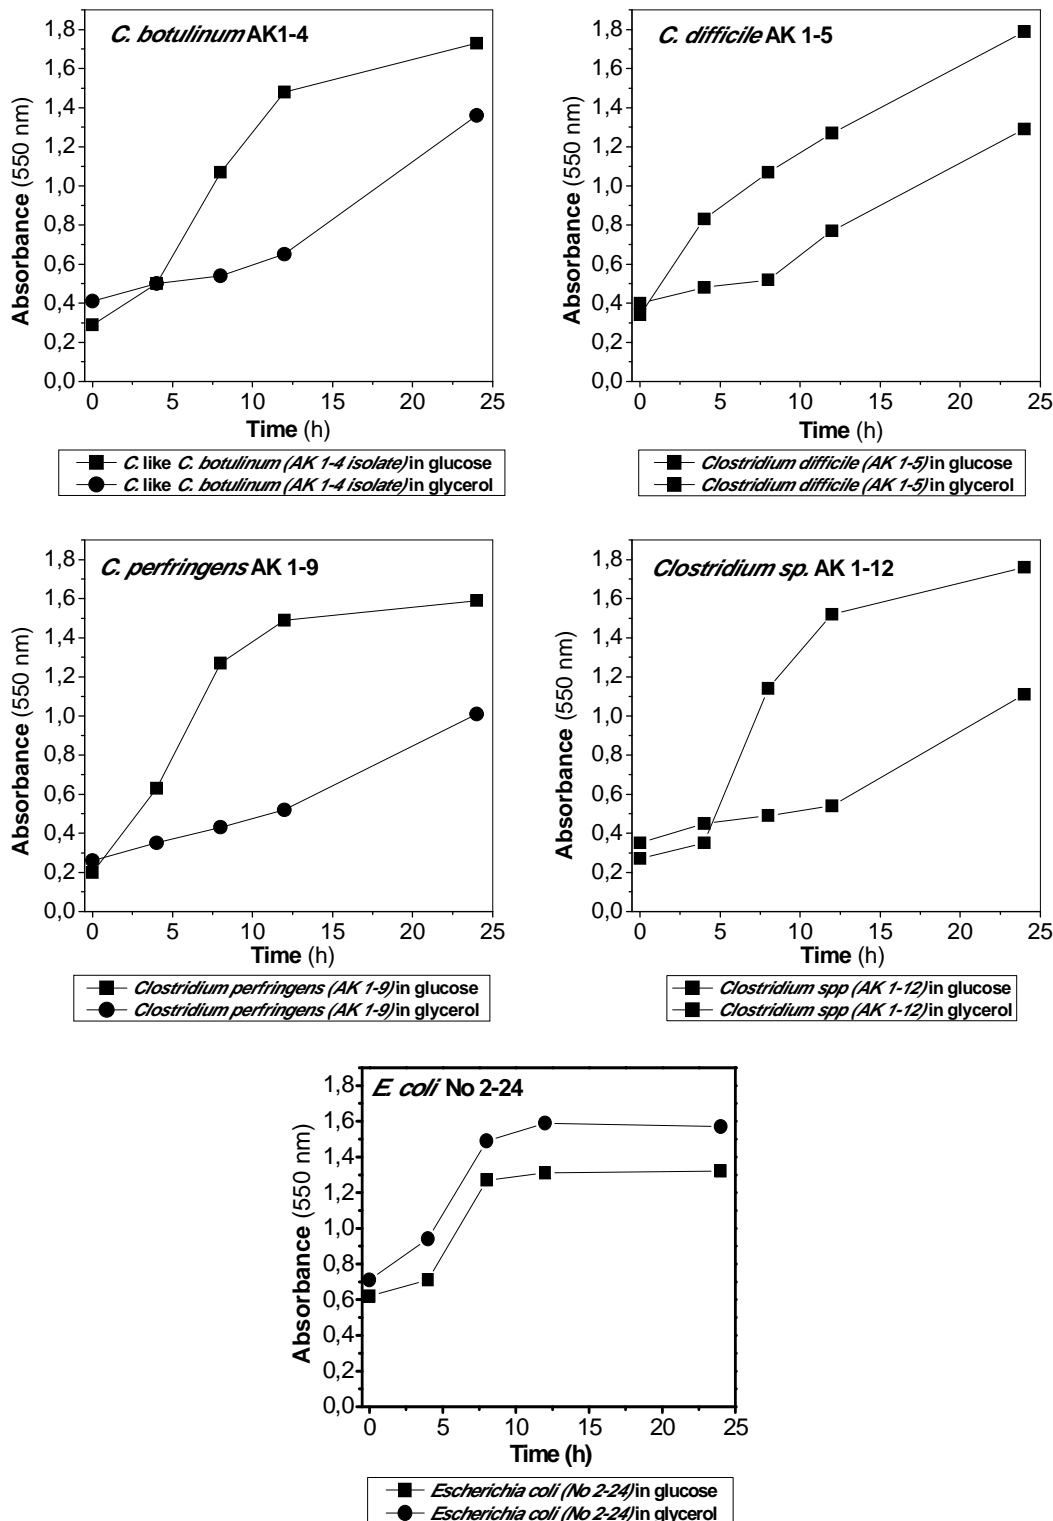 C. botulinum AK1-4
1,8
1,6
1,4
1,2
1,0
0,8
0,6
0,4
0,2
0,0
Absorbance (550 nm)
0 5 10 15 20 25
Time (h)
C. like C. botulinum (AK 1-4 isolate) in glucose
C. like C. botulinum (AK 1-4 isolate) in glycerol
C. difficile AK 1-5
1,8
1,6
1,4
1,2
1,0
0,8
0,6
0,4
0,2
0,0
Absorbance (550 nm)
0 5 10 15 20 25
Time (h)
Clostridium difficile (AK 1-5) in glucose
Clostridium difficile (AK 1-5) in glycerol
C. perfringens AK 1-9
1,8
1,6
1,4
1,2
1,0
0,8
0,6
0,4
0,2
0,0
Absorbance (550 nm)
0 5 10 15 20 25
Time (h)
Clostridium perfringens (AK 1-9) in glucose
Clostridium perfringens (AK 1-9) in glycerol
Clostridium sp. AK 1-12
1,8
1,6
1,4
1,2
1,0
0,8
0,6
0,4
0,2
0,0
Absorbance (550 nm)
0 5 10 15 20 25
Time (h)
Clostridium spp (AK 1-12) in glucose
Clostridium spp (AK 1-12) in glycerol
E. coli No 2-24
1,8
1,6
1,4
1,2
1,0
0,8
0,6
0,4
0,2
0,0
Absorbance (550 nm)
0 5 10 15 20 25
Time (h)
Escherichia coli (No 2-24) in glucose
Escherichia coli (No 2-24) in glycerol